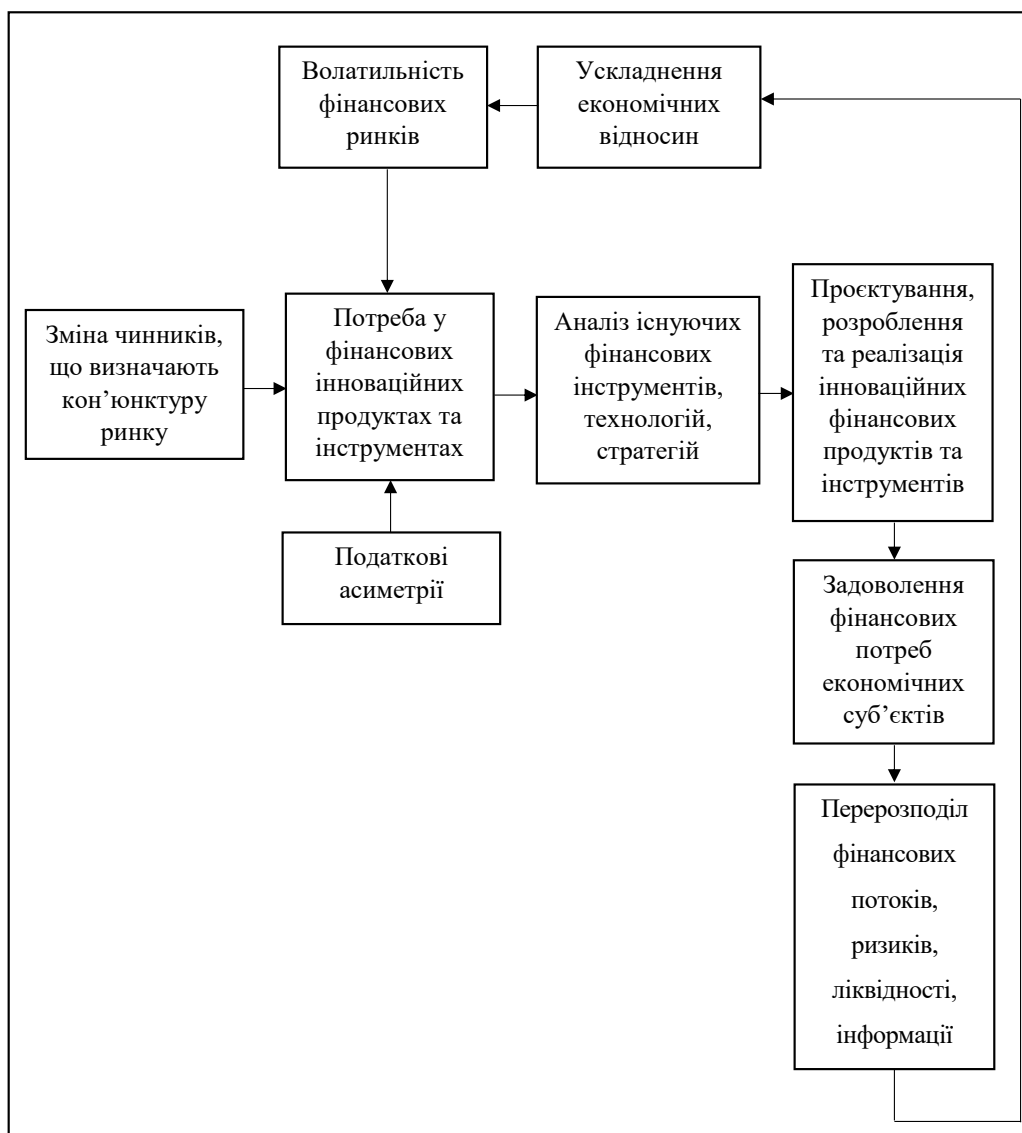 Волатильність
фінансових
ринків
Ускладнення
економічних
відносин
Зміна чинників,
що визначають
кон’юнктуру
ринку
Потреба у
фінансових
інноваційних
продуктах та
інструментах
Аналіз існуючих
фінансових
інструментів,
технологій,
стратегій
Проєктування,
розроблення
та реалізація
інноваційних
фінансових
продуктів та
інструментів
Податкові
асиметрії
Задоволення
фінансових
потреб
економічних
суб’єктів
Перерозподіл
фінансових
потоків,
ризиків,
ліквідності,
інформації